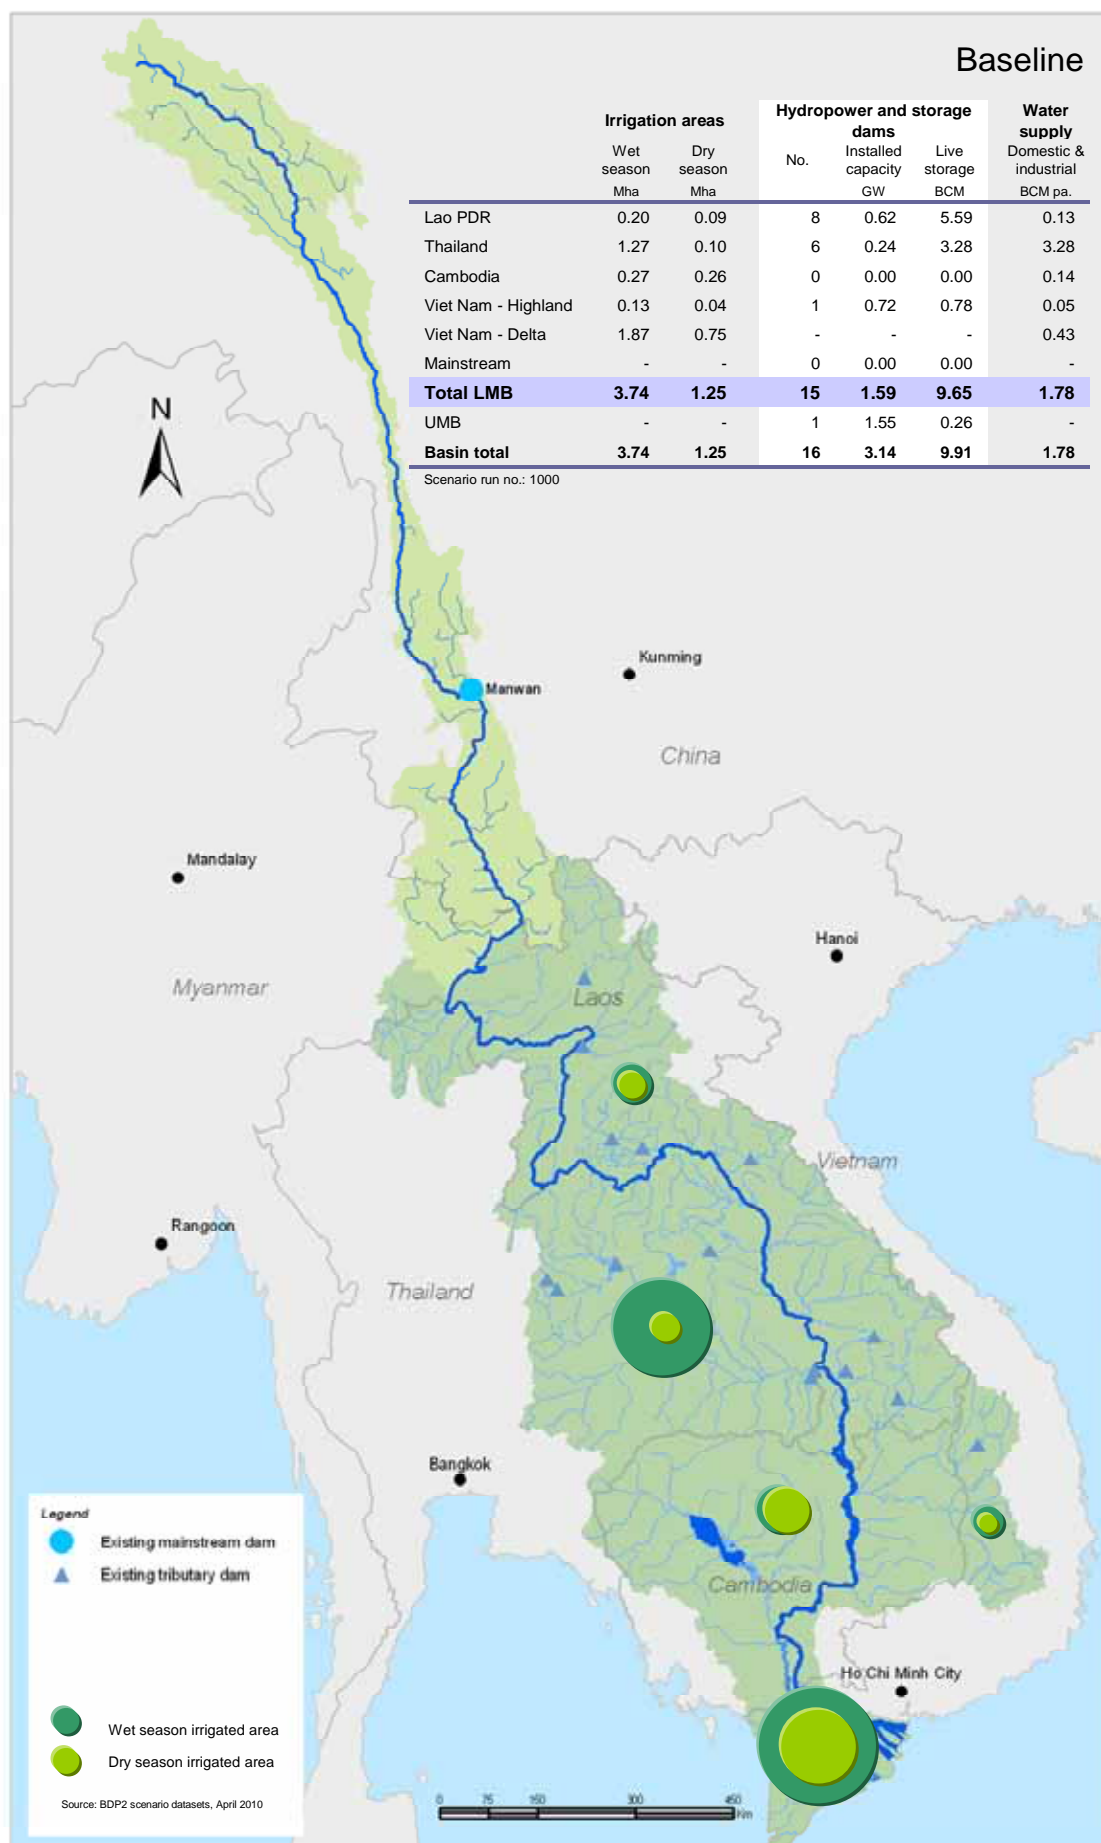 Baseline
Irrigation areas Hydropower and storage dams Water supply
Wet season Dry season No. Installed capacity Live storage Domestic & industrial
Mha Mha GW BCM BCM pa.
Lao PDR 0.20 0.09 8 0.62 5.59 0.13
Thailand 1.27 0.10 6 0.24 3.28 3.28
Cambodia 0.27 0.26 0 0.00 0.00 0.14
Viet Nam - Highland 0.13 0.04 1 0.72 0.78 0.05
Viet Nam - Delta 1.87 0.75 - - - 0.43
Mainstream - - 0 0.00 0.00 -
Total LMB 3.74 1.25 15 1.59 9.65 1.78
UMB - - 1 1.55 0.26 -
Basin total 3.74 1.25 16 3.14 9.91 1.78
Scenario run no.: 1000
N
Kunming
Manwan
China
Mandalay
Hanoi
Myanmar
Laos
Vietnam
Rangoon
Thailand
Bangkok
Cambodia
Ho Chi Minh City
Legend
Existing mainstream dam
Existing tributary dam
Wet season irrigated area
Dry season irrigated area
Source: BDP2 scenario datasets, April 2010
0 75 150 300 450
Km